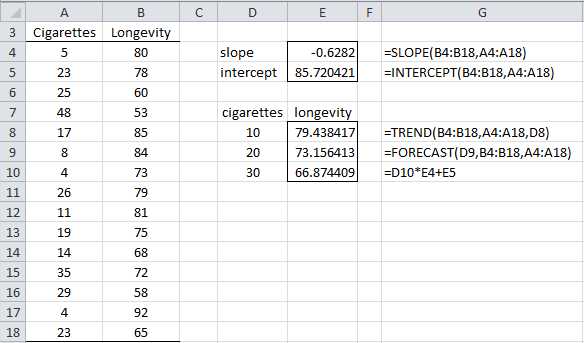 A B C D E F G
3 Cigarettes Longevity
4 5 80 slope -0.6282 =SLOPE(B4:B18,A4:A18)
5 23 78 intercept 85.720421 =INTERCEPT(B4:B18,A4:A18)
6 25 60
7 48 53 cigarettes longevity
8 17 85 10 79.438417 =TREND(B4:B18,A4:A18,D8)
9 8 84 20 73.156413 =FORECAST(D9,B4:B18,A4:A18)
10 4 73 30 66.874409 =D10*E4+E5
11 26 79
12 11 81
13 19 75
14 14 68
15 35 72
16 29 58
17 4 92
18 23 65